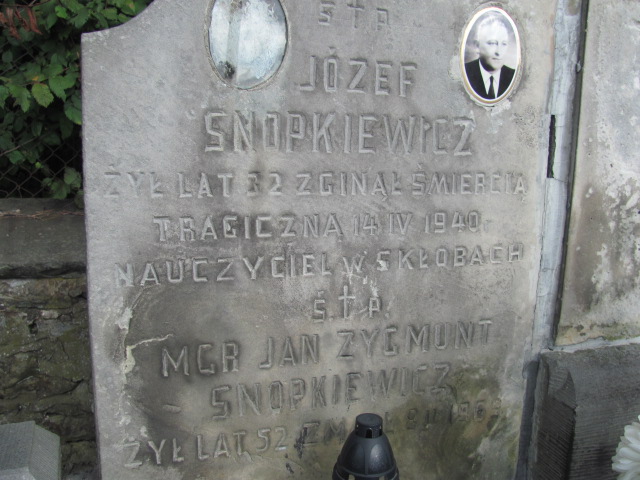 Ś † P.
JÓZEF
SNOPKIEWICZ
ŻYŁ LAT 32 ZGINĄŁ ŚMIERCIĄ
TRAGICZNĄ 14 IV 1940.
NAUCZYCIEL W SKŁOBACH
Ś † P.
MGR JAN ZYGMUNT
SNOPKIEWICZ
ŻYŁ LAT 52 ZM.